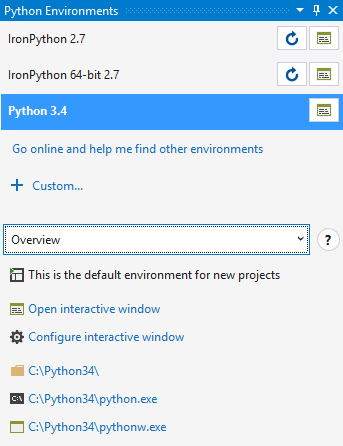 Python Environments
IronPython 2.7
IronPython 64-bit 2.7
Python 3.4
Go online and help me find other environments
+ Custom...
Overview
?
This is the default environment for new projects
Open interactive window
Configure interactive window
C:\Python34\
C:\Python34\python.exe
C:\Python34\pythonw.exe